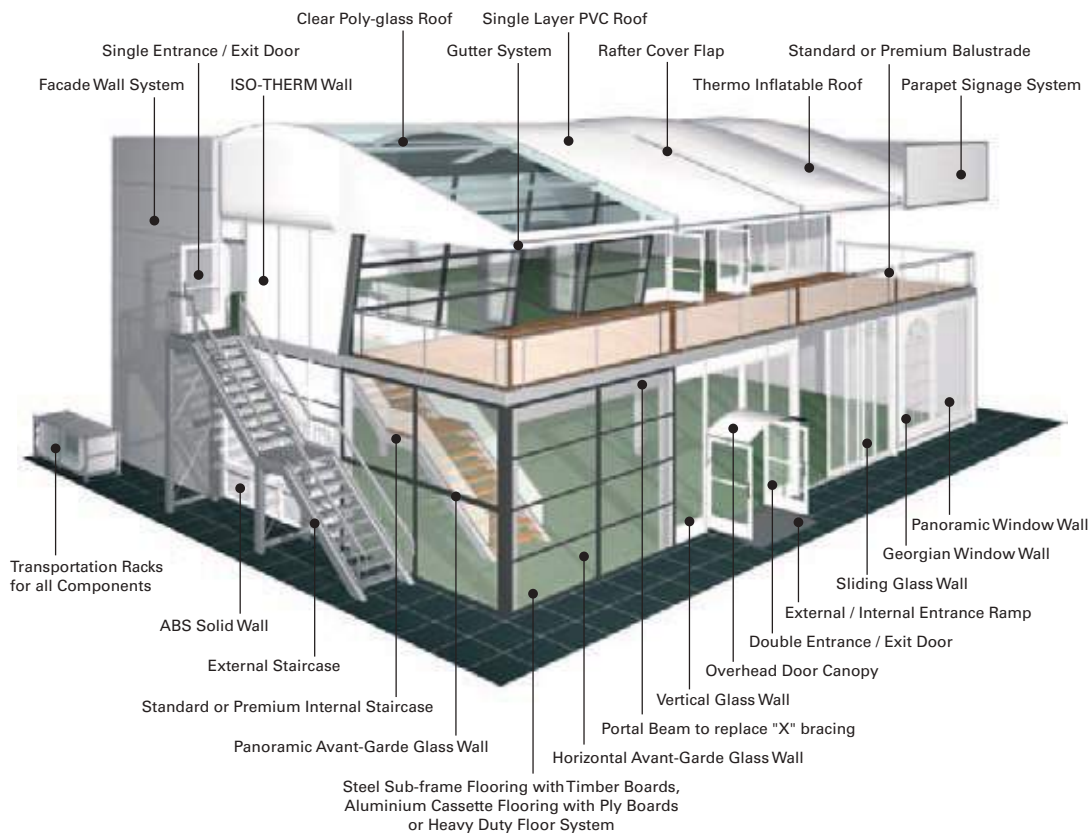 Clear Poly-glass Roof
Single Layer PVC Roof
Single Entrance / Exit Door
Gutter System
Rafter Cover Flap
Standard or Premium Balustrade
Facade Wall System
ISO-THERM Wall
Thermo Inflatable Roof
Parapet Signage System
Panoramic Window Wall
Georgian Window Wall
Sliding Glass Wall
External / Internal Entrance Ramp
Double Entrance / Exit Door
Overhead Door Canopy
Vertical Glass Wall
Portal Beam to replace "X" bracing
Horizontal Avant-Garde Glass Wall
Transportation Racks
for all Components
ABS Solid Wall
External Staircase
Standard or Premium Internal Staircase
Panoramic Avant-Garde Glass Wall
Steel Sub-frame Flooring with Timber Boards,
Aluminium Cassette Flooring with Ply Boards
or Heavy Duty Floor System